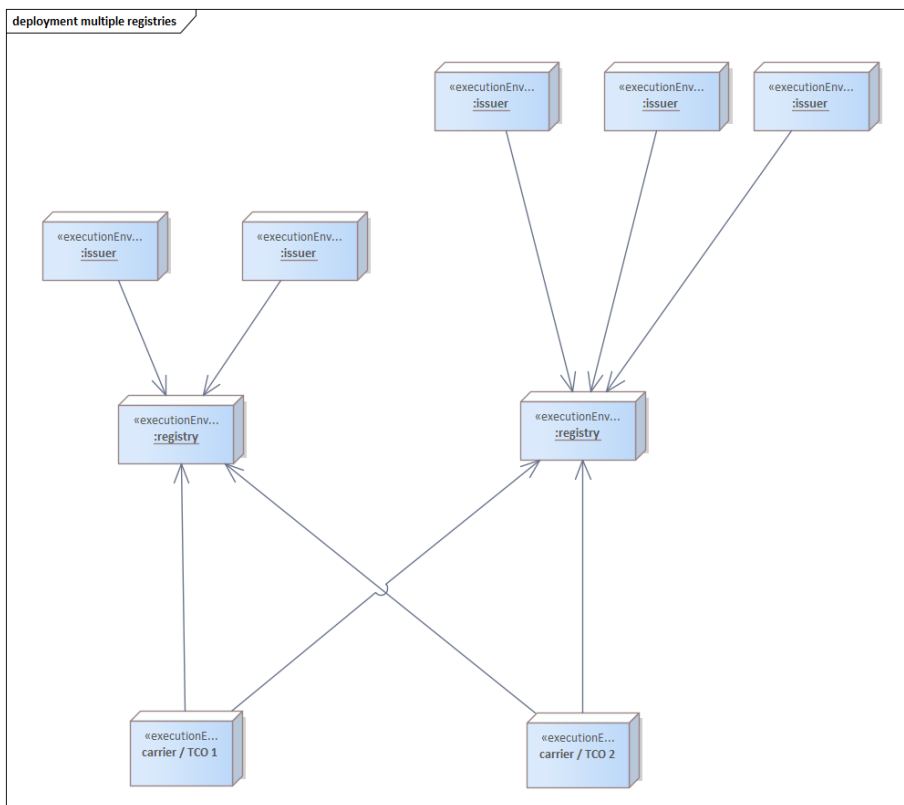 deployment multiple registries
«executionEnv...
:issuer
«executionEnv...
:issuer
«executionEnv...
:issuer
«executionEnv...
:issuer
«executionEnv...
:issuer
«executionEnv...
:registry
«executionEnv...
:registry
«executionE...
carrier / TCO 1
«executionE...
carrier / TCO 2